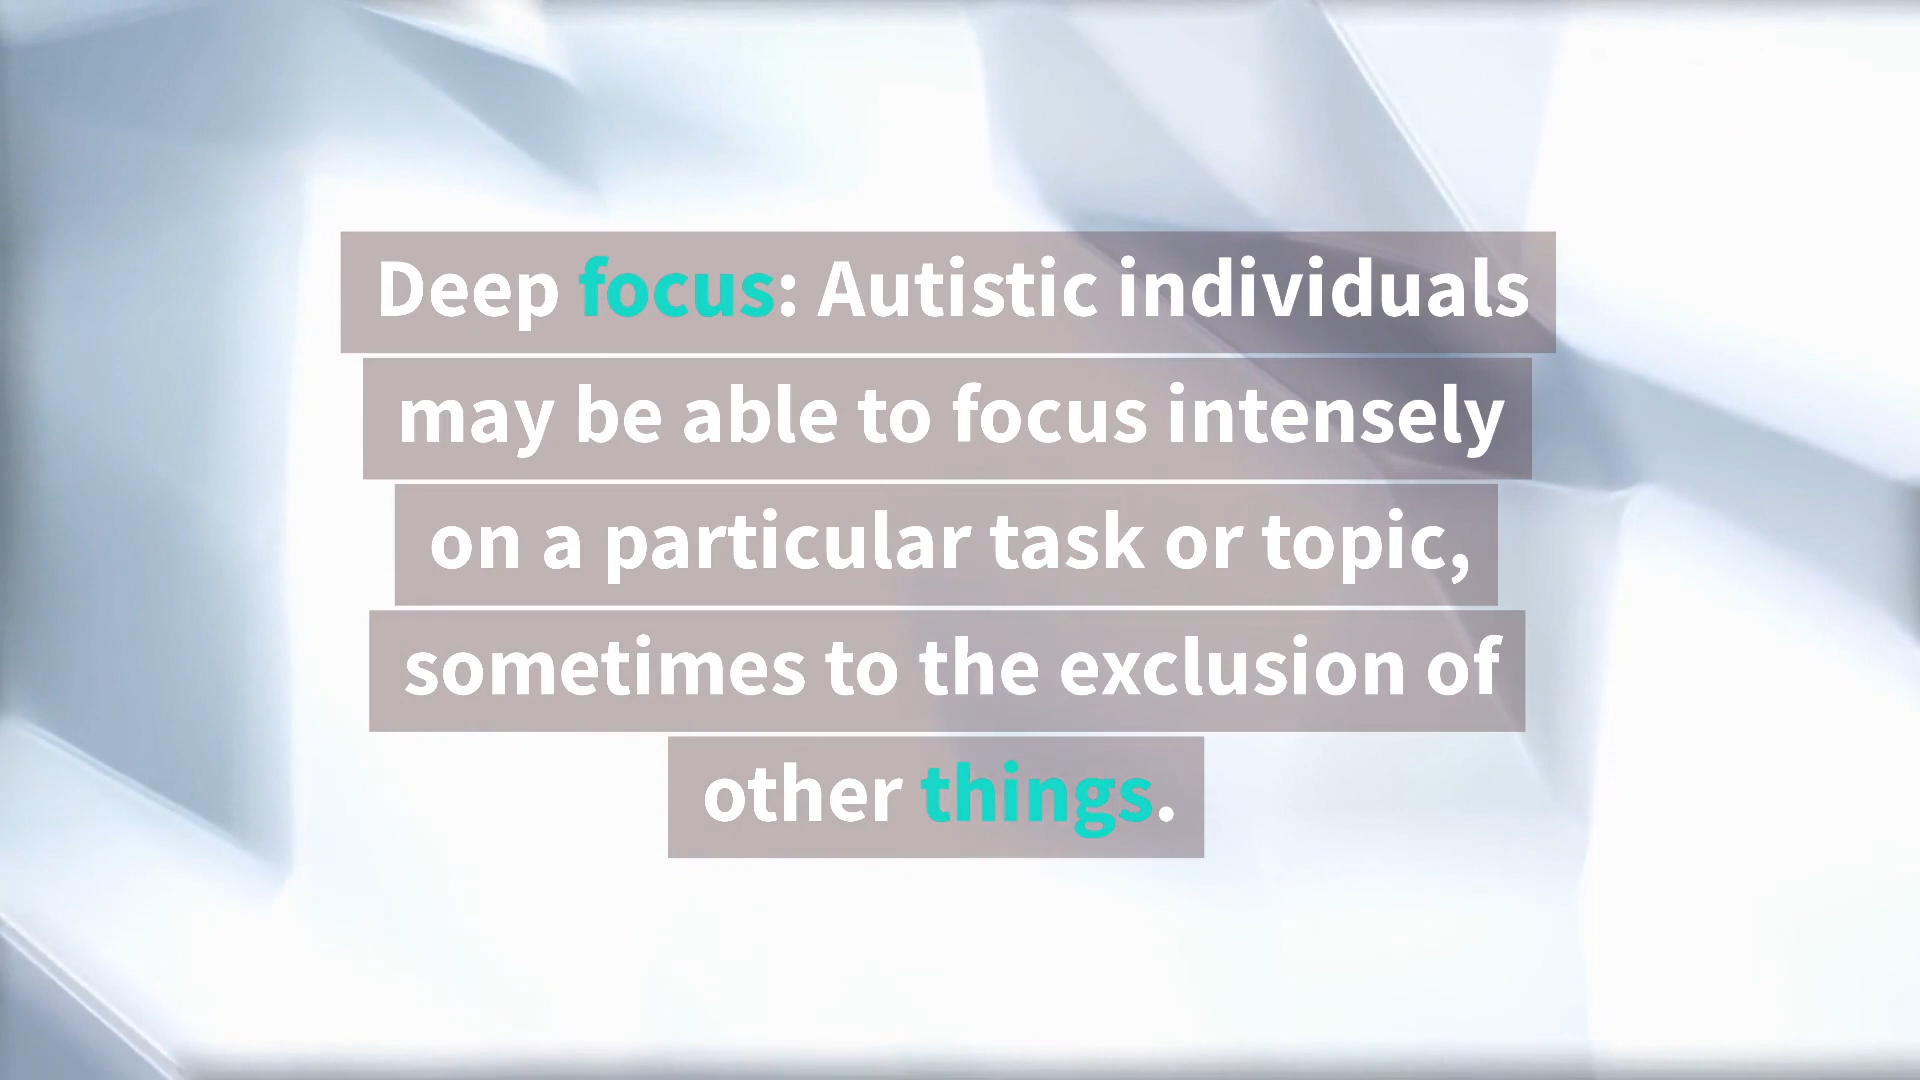 Deep focus: Autistic individuals
may be able to focus intensely
on a particular task or topic,
sometimes to the exclusion of
other things.